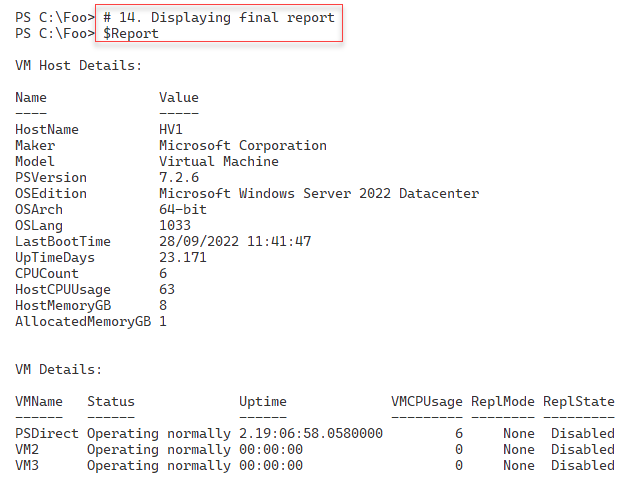 PS C:\Foo> # 14. Displaying final report
PS C:\Foo> $Report
VM Host Details:
Name              Value
----              -----
HostName          HV1
Maker             Microsoft Corporation
Model             Virtual Machine
PSVersion         7.2.6
OSEdition         Microsoft Windows Server 2022 Datacenter
OSArch            64-bit
OSLang            1033
LastBootTime      28/09/2022 11:41:47
UpTimeDays        23.171
CPUCount          6
HostCPUUsage      63
HostMemoryGB      8
AllocatedMemoryGB 1
VM Details:
VMName   Status             Uptime             VMCPUsage ReplMode ReplState
------   ------             ------             --------- -------- ---------
PSDirect Operating normally 2.19:06:58.0580000         6     None  Disabled
VM2      Operating normally 00:00:00                   0     None  Disabled
VM3      Operating normally 00:00:00                   0     None  Disabled